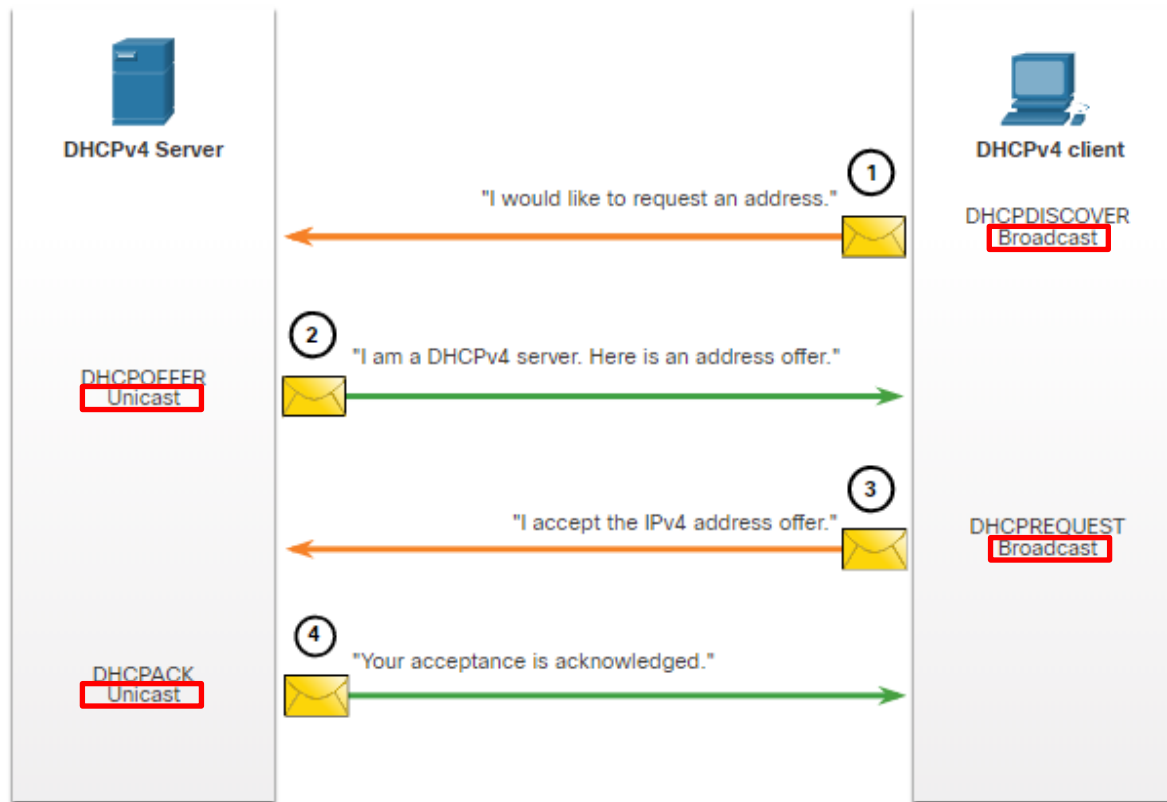 DHCPv4 Server
DHCPv4 client
1
"I would like to request an address."
DHCPDISCOVER
Broadcast
2
"I am a DHCPv4 server. Here is an address offer."
DHCPOFFER
Unicast
3
"I accept the IPv4 address offer."
DHCPREQUEST
Broadcast
4
"Your acceptance is acknowledged."
DHCPACK
Unicast